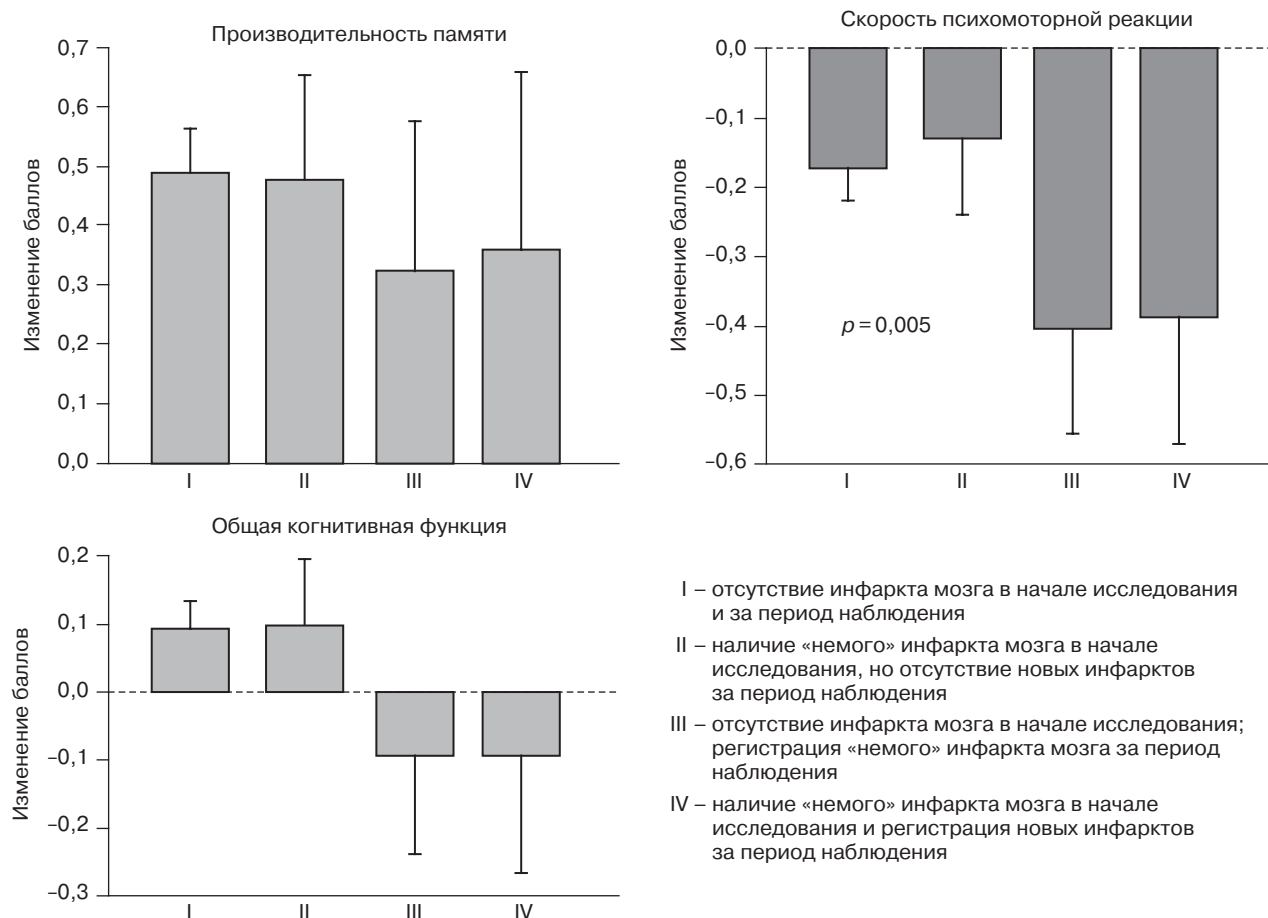 Производительность памяти
Изменение баллов
0,7
0,6
0,5
0,4
0,3
0,2
0,1
0,0
I II III IV
Скорость психомоторной реакции
Изменение баллов
0,0
–0,1
–0,2
–0,3
–0,4
–0,5
–0,6
p = 0,005
I II III IV
Общая когнитивная функция
Изменение баллов
0,2
0,1
0,0
–0,1
–0,2
–0,3
I II III IV
I – отсутствие инфаркта мозга в начале исследования
и за период наблюдения
II – наличие «немого» инфаркта мозга в начале
исследования, но отсутствие новых инфарктов
за период наблюдения
III – отсутствие инфаркта мозга в начале исследования;
регистрация «немого» инфаркта мозга за период
наблюдения
IV – наличие «немого» инфаркта мозга в начале
исследования и регистрация новых инфарктов
за период наблюдения